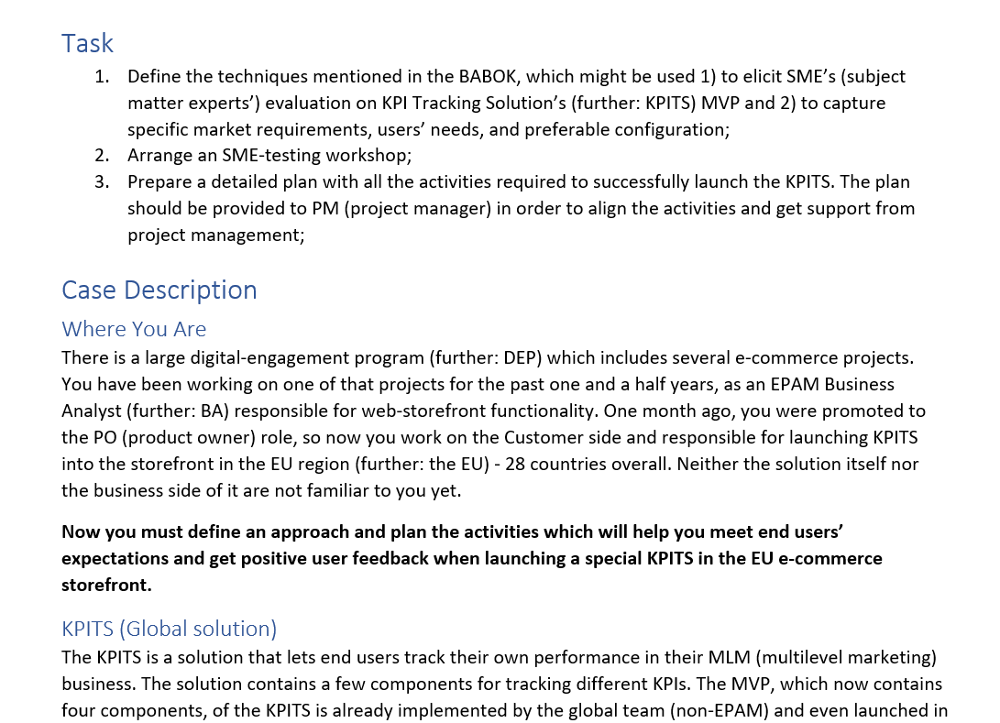 Task
1. Define the techniques mentioned in the BABOK, which might be used 1) to elicit SME’s (subject
matter experts’) evaluation on KPI Tracking Solution’s (further: KPITS) MVP and 2) to capture
specific market requirements, users’ needs, and preferable configuration;
2. Arrange an SME-testing workshop;
3. Prepare a detailed plan with all the activities required to successfully launch the KPITS. The plan
should be provided to PM (project manager) in order to align the activities and get support from
project management;
Case Description
Where You Are
There is a large digital-engagement program (further: DEP) which includes several e-commerce projects.
You have been working on one of that projects for the past one and a half years, as an EPAM Business
Analyst (further: BA) responsible for web-storefront functionality. One month ago, you were promoted to
the PO (product owner) role, so now you work on the Customer side and responsible for launching KPITS
into the storefront in the EU region (further: the EU) - 28 countries overall. Neither the solution itself nor
the business side of it are not familiar to you yet.
Now you must define an approach and plan the activities which will help you meet end users’
expectations and get positive user feedback when launching a special KPITS in the EU e-commerce
storefront.
KPITS (Global solution)
The KPITS is a solution that lets end users track their own performance in their MLM (multilevel marketing)
business. The solution contains a few components for tracking different KPIs. The MVP, which now contains
four components, of the KPITS is already implemented by the global team (non-EPAM) and even launched in